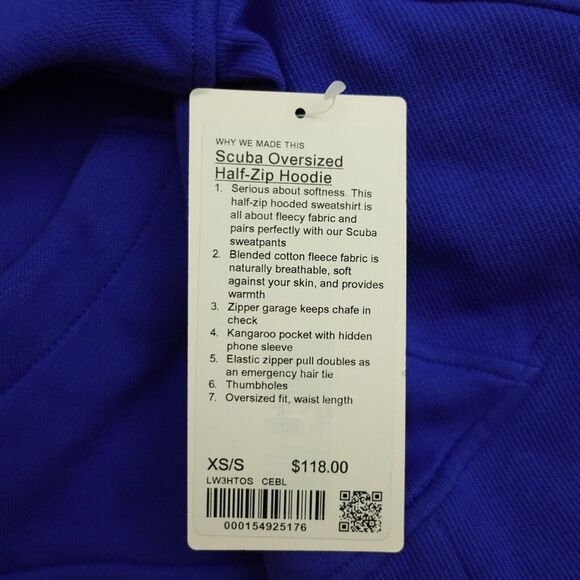 WHY WE MADE THIS
Scuba Oversized
Half-Zip Hoodie
1. Serious about softness. This
half-zip hooded sweatshirt is
all about fleecy fabric and
pairs perfectly with our Scuba
sweatpants
2. Blended cotton fleece fabric is
naturally breathable, soft
against your skin, and provides
warmth
3. Zipper garage keeps chafe in
check
4. Kangaroo pocket with hidden
phone sleeve
5. Elastic zipper pull doubles as
an emergency hair tie
6. Thumbholes
7. Oversized fit, waist length
XS/S $118.00
LW3HTOS CEBL
000154925176